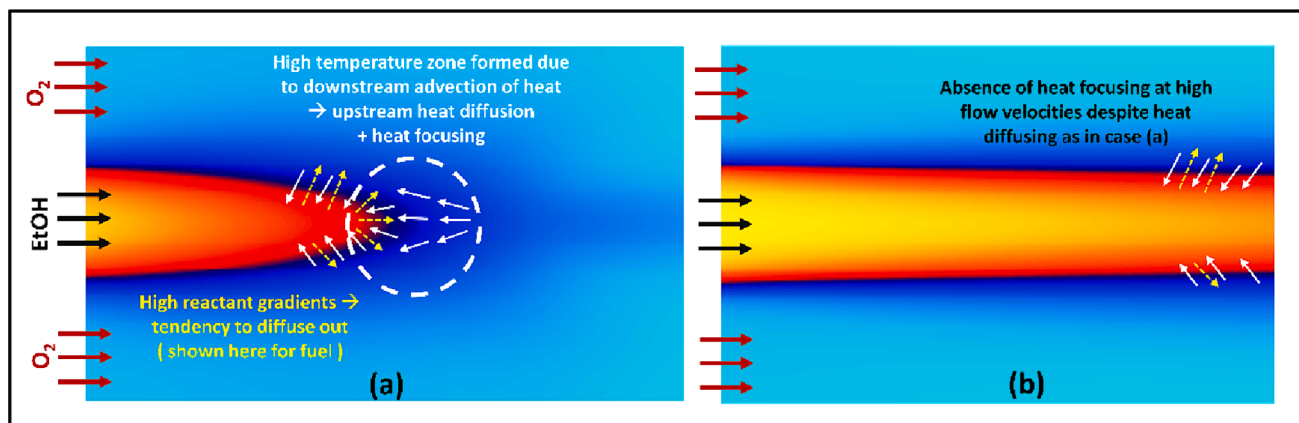 O2
EtOH
O2
High temperature zone formed due
to downstream advection of heat
→ upstream heat diffusion
+ heat focusing
High reactant gradients →
tendency to diffuse out
( shown here for fuel )
(a)
Absence of heat focusing at high
flow velocities despite heat
diffusing as in case (a)
(b)